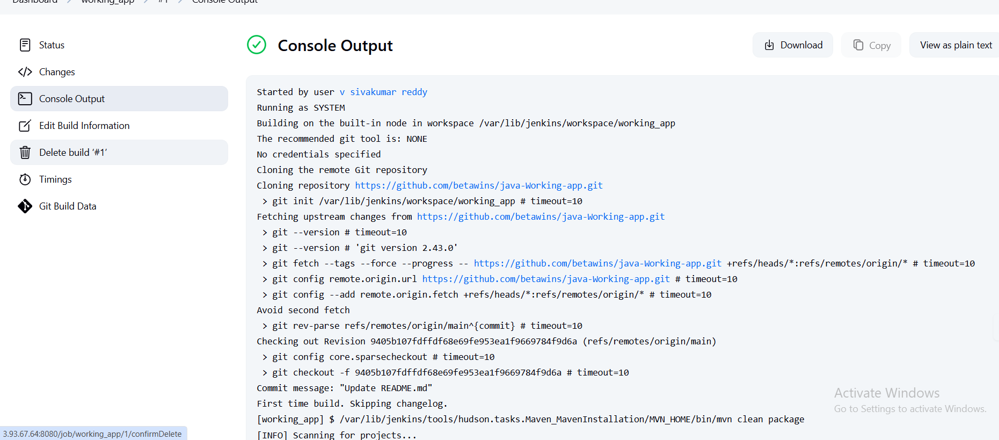 Dashboard > working_app > #1 > Console Output
Status
Changes
Console Output
Edit Build Information
Delete build ‘#1’
Timings
Git Build Data
Console Output
Download
Copy
View as plain text
Started by user v sivakumar reddy
Running as SYSTEM
Building on the built-in node in workspace /var/lib/jenkins/workspace/working_app
The recommended git tool is: NONE
No credentials specified
Cloning the remote Git repository
Cloning repository https://github.com/betawins/java-Working-app.git
 > git init /var/lib/jenkins/workspace/working_app # timeout=10
Fetching upstream changes from https://github.com/betawins/java-Working-app.git
 > git --version # timeout=10
 > git --version # 'git version 2.43.0'
 > git fetch --tags --force --progress -- https://github.com/betawins/java-Working-app.git +refs/heads/*:refs/remotes/origin/* # timeout=10
 > git config remote.origin.url https://github.com/betawins/java-Working-app.git # timeout=10
 > git config --add remote.origin.fetch +refs/heads/*:refs/remotes/origin/* # timeout=10
Avoid second fetch
 > git rev-parse refs/remotes/origin/main^{commit} # timeout=10
Checking out Revision 9405b107fdffdf68e69fe953ea1f9669784f9d6a (refs/remotes/origin/main)
 > git config core.sparsecheckout # timeout=10
 > git checkout -f 9405b107fdffdf68e69fe953ea1f9669784f9d6a # timeout=10
Commit message: "Update README.md"
First time build. Skipping changelog.
[working_app] $ /var/lib/jenkins/tools/hudson.tasks.Maven_MavenInstallation/MVN_HOME/bin/mvn clean package
[INFO] Scanning for projects...
Activate Windows
Go to Settings to activate Windows.
3.93.67.64:8080/job/working_app/1/confirmDelete